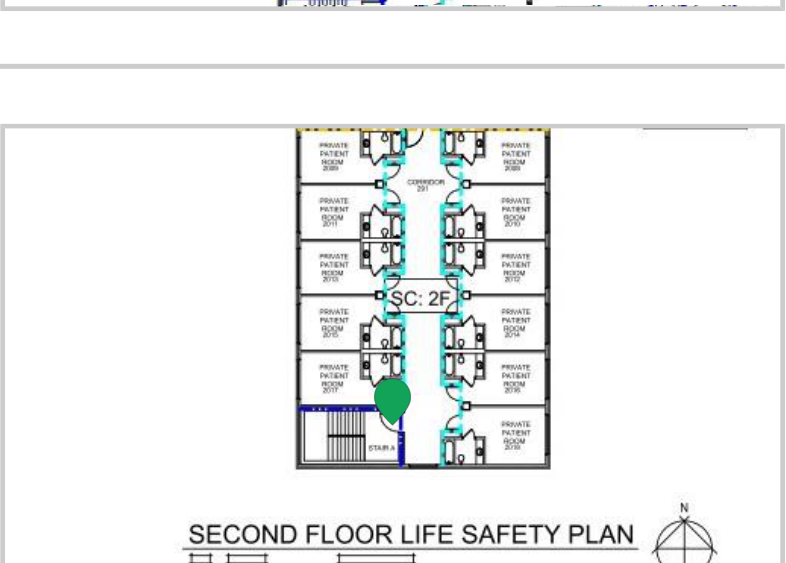 PRIVATE
PATIENT
ROOM
2009
PRIVATE
PATIENT
ROOM
2008
CORRIDOR
291
PRIVATE
PATIENT
ROOM
2011
PRIVATE
PATIENT
ROOM
2010
PRIVATE
PATIENT
ROOM
2013
PRIVATE
PATIENT
ROOM
2012
SC: 2F
PRIVATE
PATIENT
ROOM
2015
PRIVATE
PATIENT
ROOM
2014
PRIVATE
PATIENT
ROOM
2017
PRIVATE
PATIENT
ROOM
2016
STAIR A
PRIVATE
PATIENT
ROOM
2018
SECOND FLOOR LIFE SAFETY PLAN
N